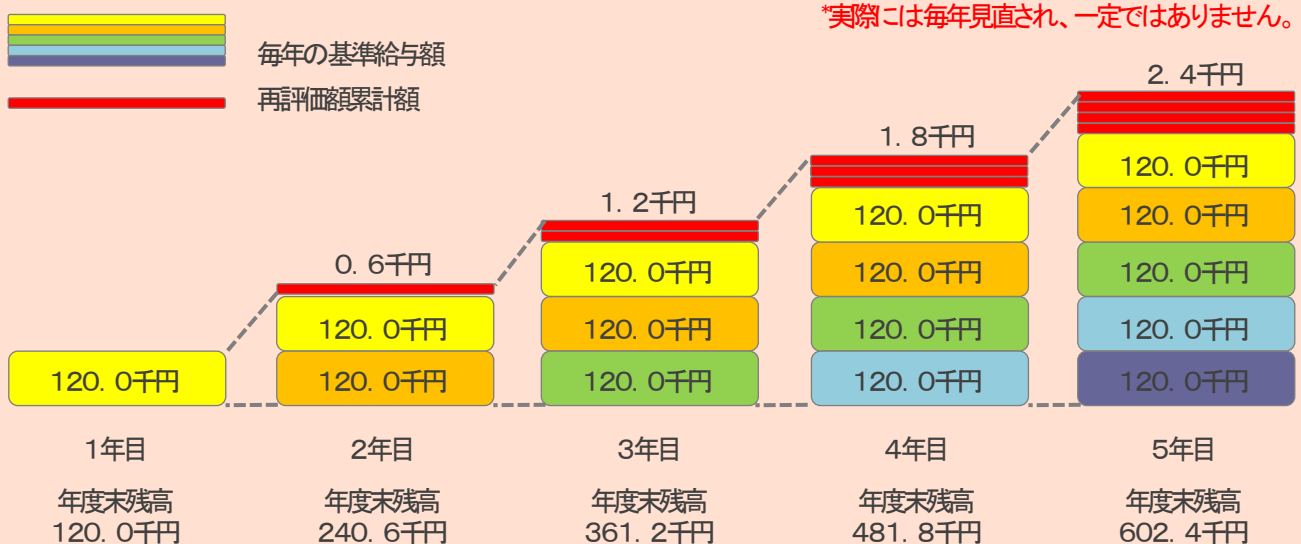 *実際には毎年見直され、一定ではありません。
毎年の基準給与額
再評価額累計額
2．4千円
1．8千円
1．2千円
0．6千円
120．0千円
120．0千円 120．0千円
120．0千円 120．0千円 120．0千円
120．0千円 120．0千円 120．0千円 120．0千円
120．0千円 120．0千円 120．0千円 120．0千円 120．0千円
1年目 2年目 3年目 4年目 5年目
年度末残高 年度末残高 年度末残高 年度末残高 年度末残高
120．0千円 240．6千円 361．2千円 481．8千円 602．4千円